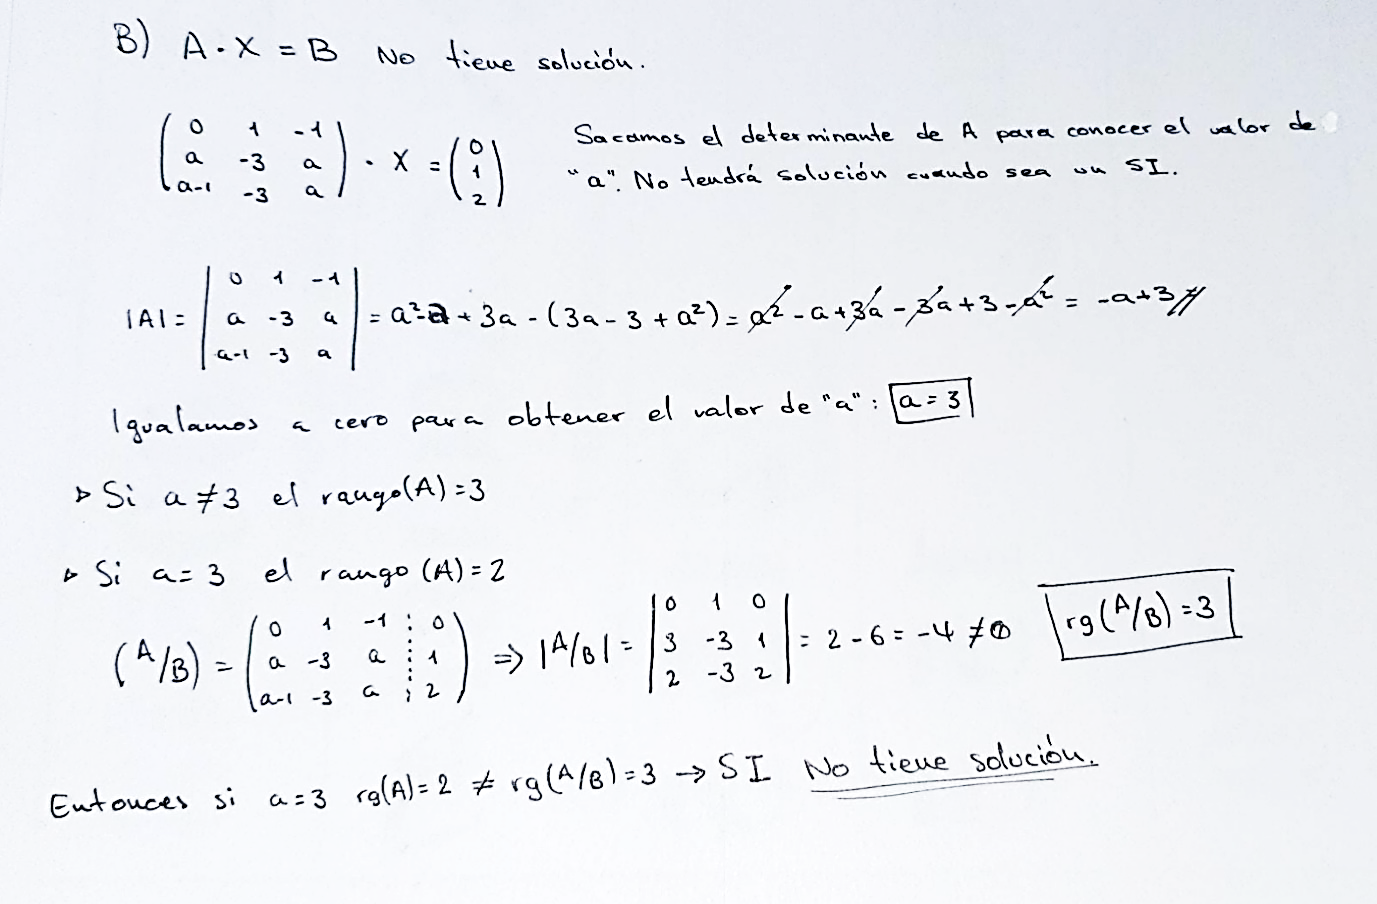 B) A · X = B No tiene solución.
( 0 1 -1 ; a -3 a ; a-1 -3 a ) · X = ( 0 ; 1 ; 2 )
Sacamos el determinante de A para conocer el valor de
"a". No tendrá solución cuando sea un SI.
|A| = | 0 1 -1 ; a -3 a ; a-1 -3 a | = a²-a + 3a - (3a - 3 + a²) = a² - a + 3a - 3a + 3 - a² = -a+3//
Igualamos a cero para obtener el valor de "a": a = 3
▹ Si a ≠ 3 el rango(A) = 3
▹ Si a = 3 el rango (A) = 2
(A/B) = ( 0 1 -1 ⋮ 0 ; a -3 a ⋮ 1 ; a-1 -3 a ⋮ 2 ) => |A/B| = | 0 1 0 ; 3 -3 1 ; 2 -3 2 | = 2 - 6 = -4 ≠ 0 rg(A/B) = 3
Entonces si a = 3 rg(A) = 2 ≠ rg(A/B) = 3 → SI No tiene solución.